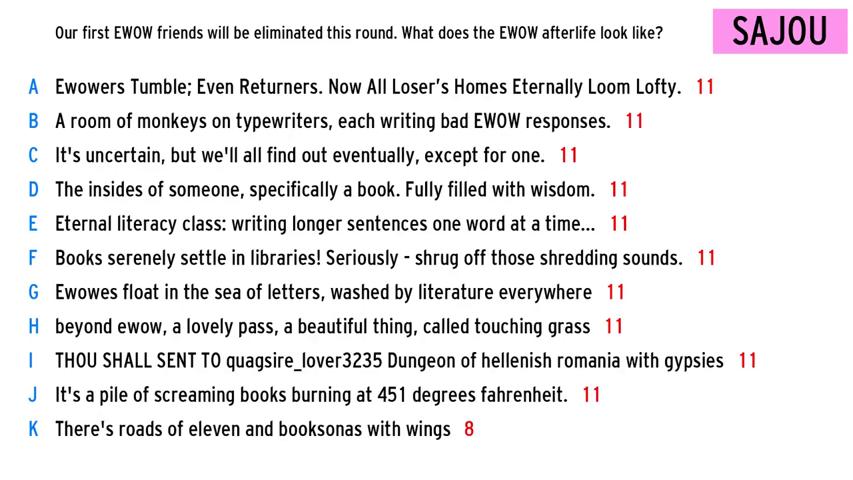 Our first EWOW friends will be eliminated this round. What does the EWOW afterlife look like?
SAJOU
A Ewowers Tumble; Even Returners. Now All Loser's Homes Eternally Loom Lofty. 11
B A room of monkeys on typewriters, each writing bad EWOW responses. 11
C It's uncertain, but we'll all find out eventually, except for one. 11
D The insides of someone, specifically a book. Fully filled with wisdom. 11
E Eternal literacy class: writing longer sentences one word at a time... 11
F Books serenely settle in libraries! Seriously - shrug off those shredding sounds. 11
G Ewowes float in the sea of letters, washed by literature everywhere 11
H beyond ewow, a lovely pass, a beautiful thing, called touching grass 11
I THOU SHALL SENT TO quagsire_lover3235 Dungeon of hellenish romania with gypsies 11
J It's a pile of screaming books burning at 451 degrees fahrenheit. 11
K There's roads of eleven and booksonas with wings 8